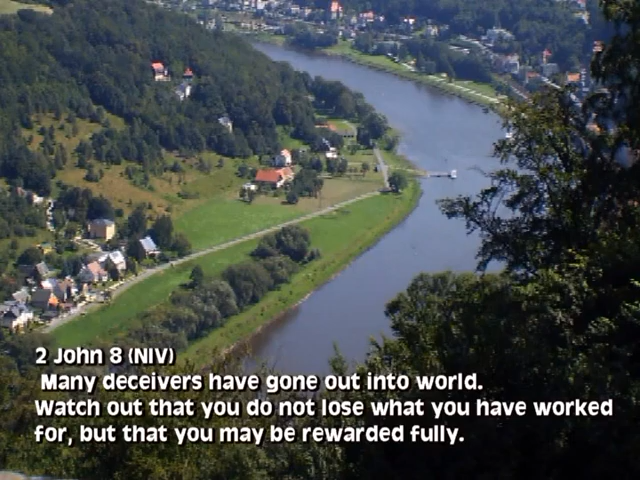 2 John 8 (NIV)
Many deceivers have gone out into world.
Watch out that you do not lose what you have worked
for, but that you may be rewarded fully.